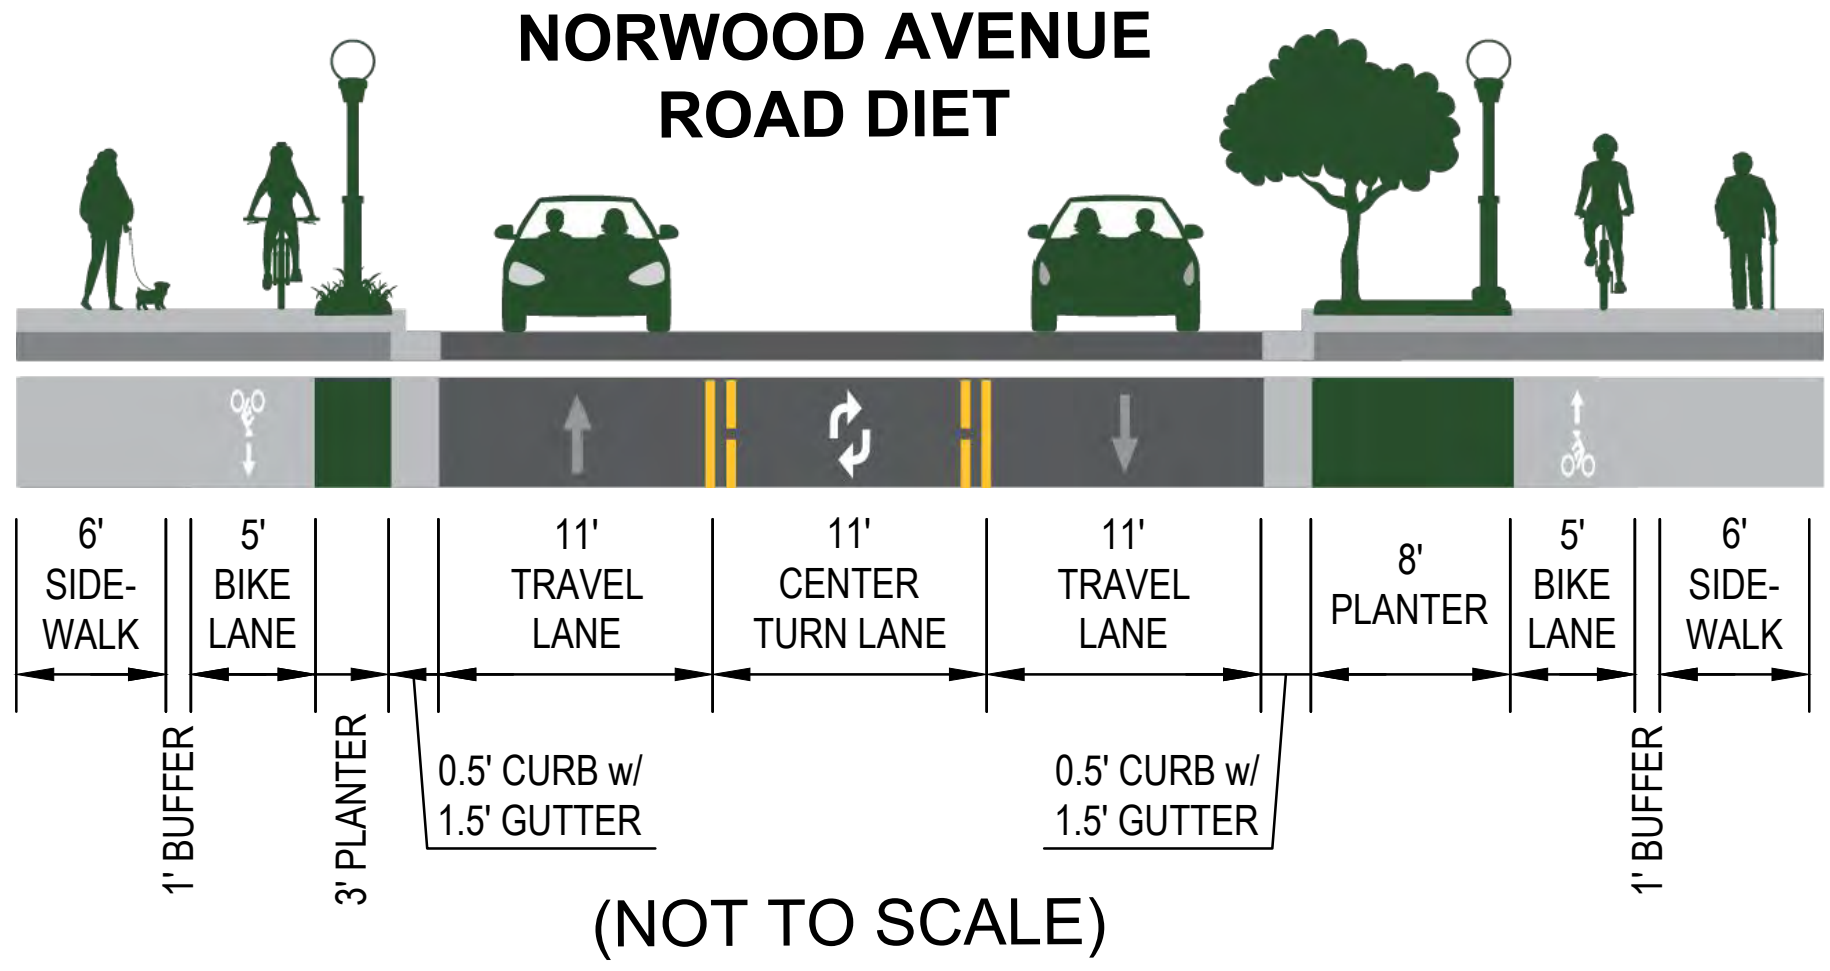 NORWOOD AVENUE
ROAD DIET
6'
SIDE-
WALK
1' BUFFER
5'
BIKE
LANE
3' PLANTER
0.5' CURB w/
1.5' GUTTER
11'
TRAVEL
LANE
11'
CENTER
TURN LANE
11'
TRAVEL
LANE
0.5' CURB w/
1.5' GUTTER
8'
PLANTER
5'
BIKE
LANE
1' BUFFER
6'
SIDE-
WALK
(NOT TO SCALE)